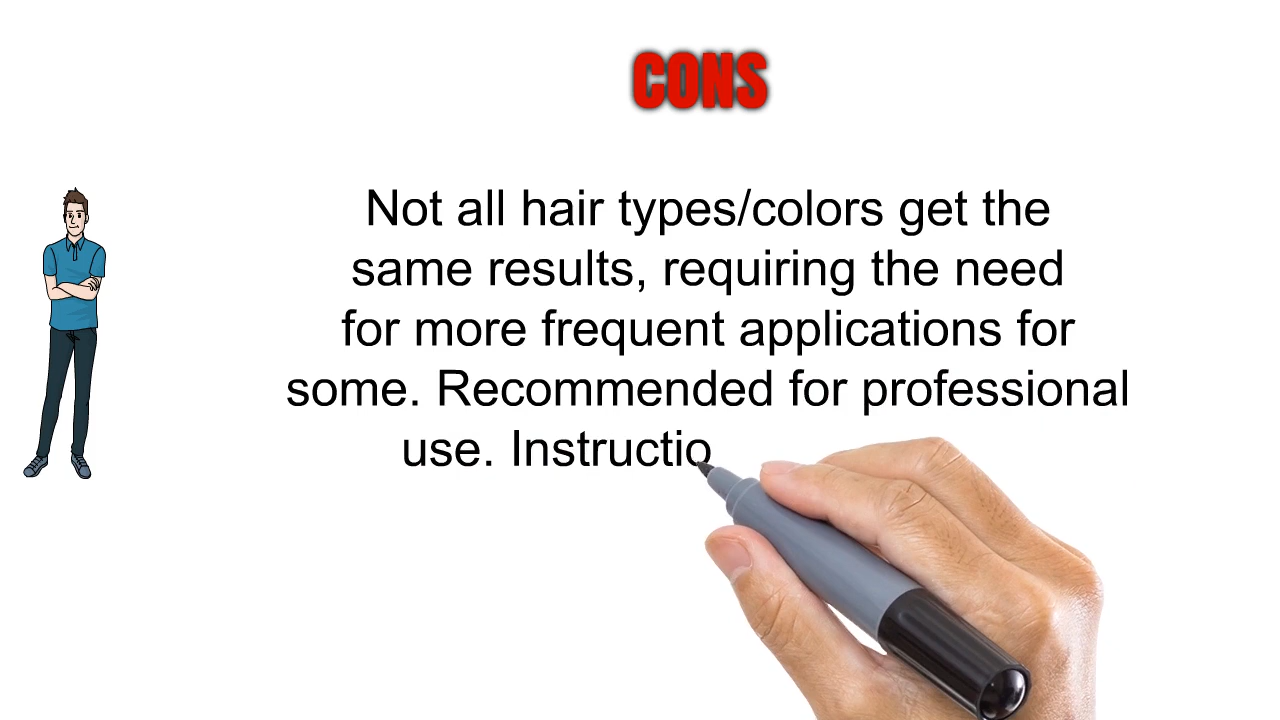 CONS
Not all hair types/colors get the
same results, requiring the need
for more frequent applications for
some. Recommended for professional
use. Instructio